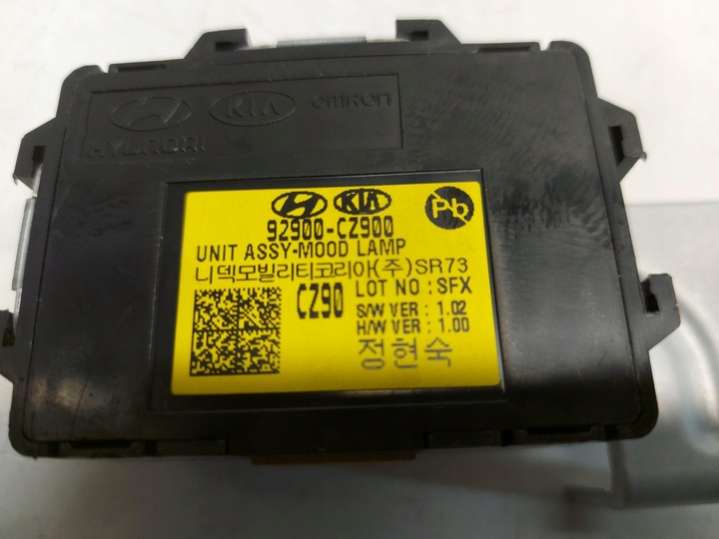 HYUNDAI KIA OMRON
KIA
Pb
92900-CZ900
UNIT ASSY-MOOD LAMP
니덱모빌리티코리아(주)SR73
CZ90 LOT NO : SFX
S/W VER : 1.02
H/W VER : 1.00
정현숙